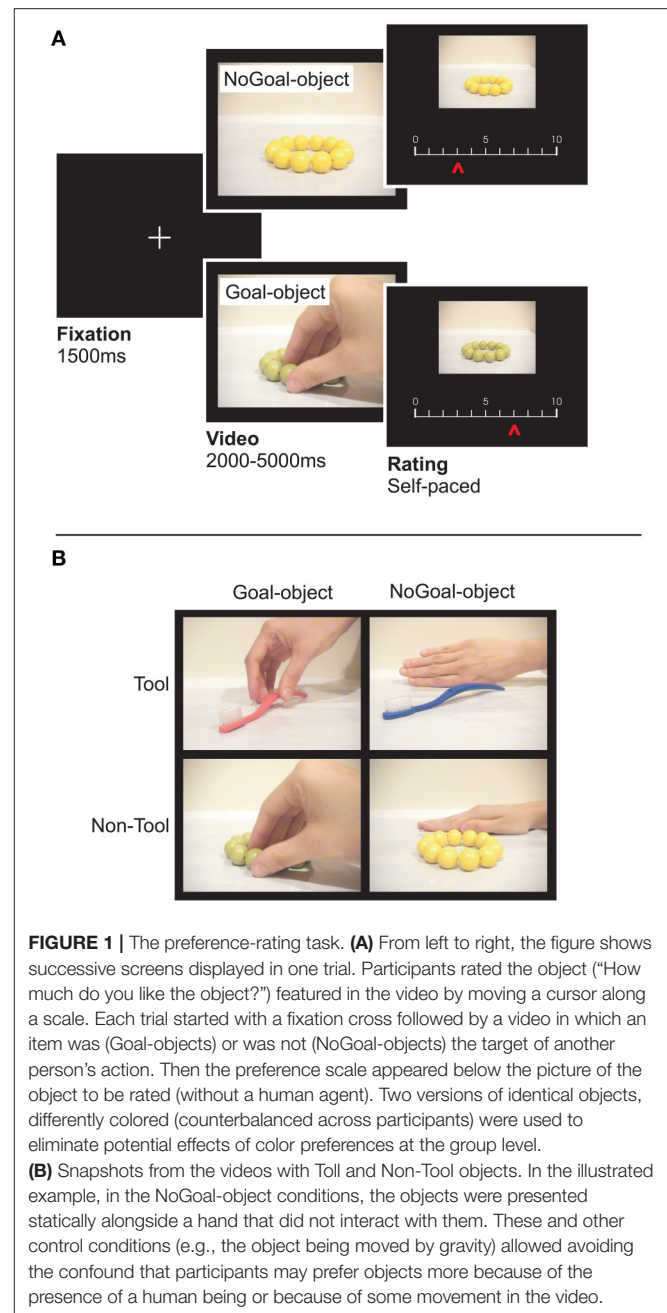 A
NoGoal-object
0 5 10
^
Fixation
1500ms
Goal-object
0 5 10
^
Video
2000-5000ms
Rating
Self-paced
B
Goal-object NoGoal-object
Tool
Non-Tool
FIGURE 1 | The preference-rating task. (A) From left to right, the figure shows
successive screens displayed in one trial. Participants rated the object (“How
much do you like the object?”) featured in the video by moving a cursor along
a scale. Each trial started with a fixation cross followed by a video in which an
item was (Goal-objects) or was not (NoGoal-objects) the target of another
person’s action. Then the preference scale appeared below the picture of the
object to be rated (without a human agent). Two versions of identical objects,
differently colored (counterbalanced across participants) were used to
eliminate potential effects of color preferences at the group level.
(B) Snapshots from the videos with Toll and Non-Tool objects. In the illustrated
example, in the NoGoal-object conditions, the objects were presented
statically alongside a hand that did not interact with them. These and other
control conditions (e.g., the object being moved by gravity) allowed avoiding
the confound that participants may prefer objects more because of the
presence of a human being or because of some movement in the video.